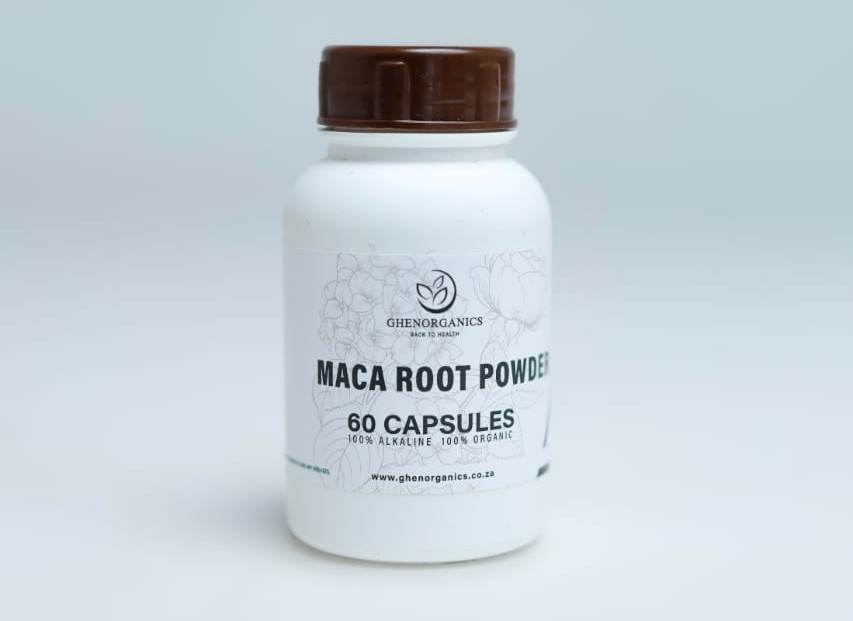 GHENORGANICS
BACK TO HEALTH
MACA ROOT POWDER
60 CAPSULES
100% ALKALINE 100% ORGANIC
www.ghenorganics.co.za